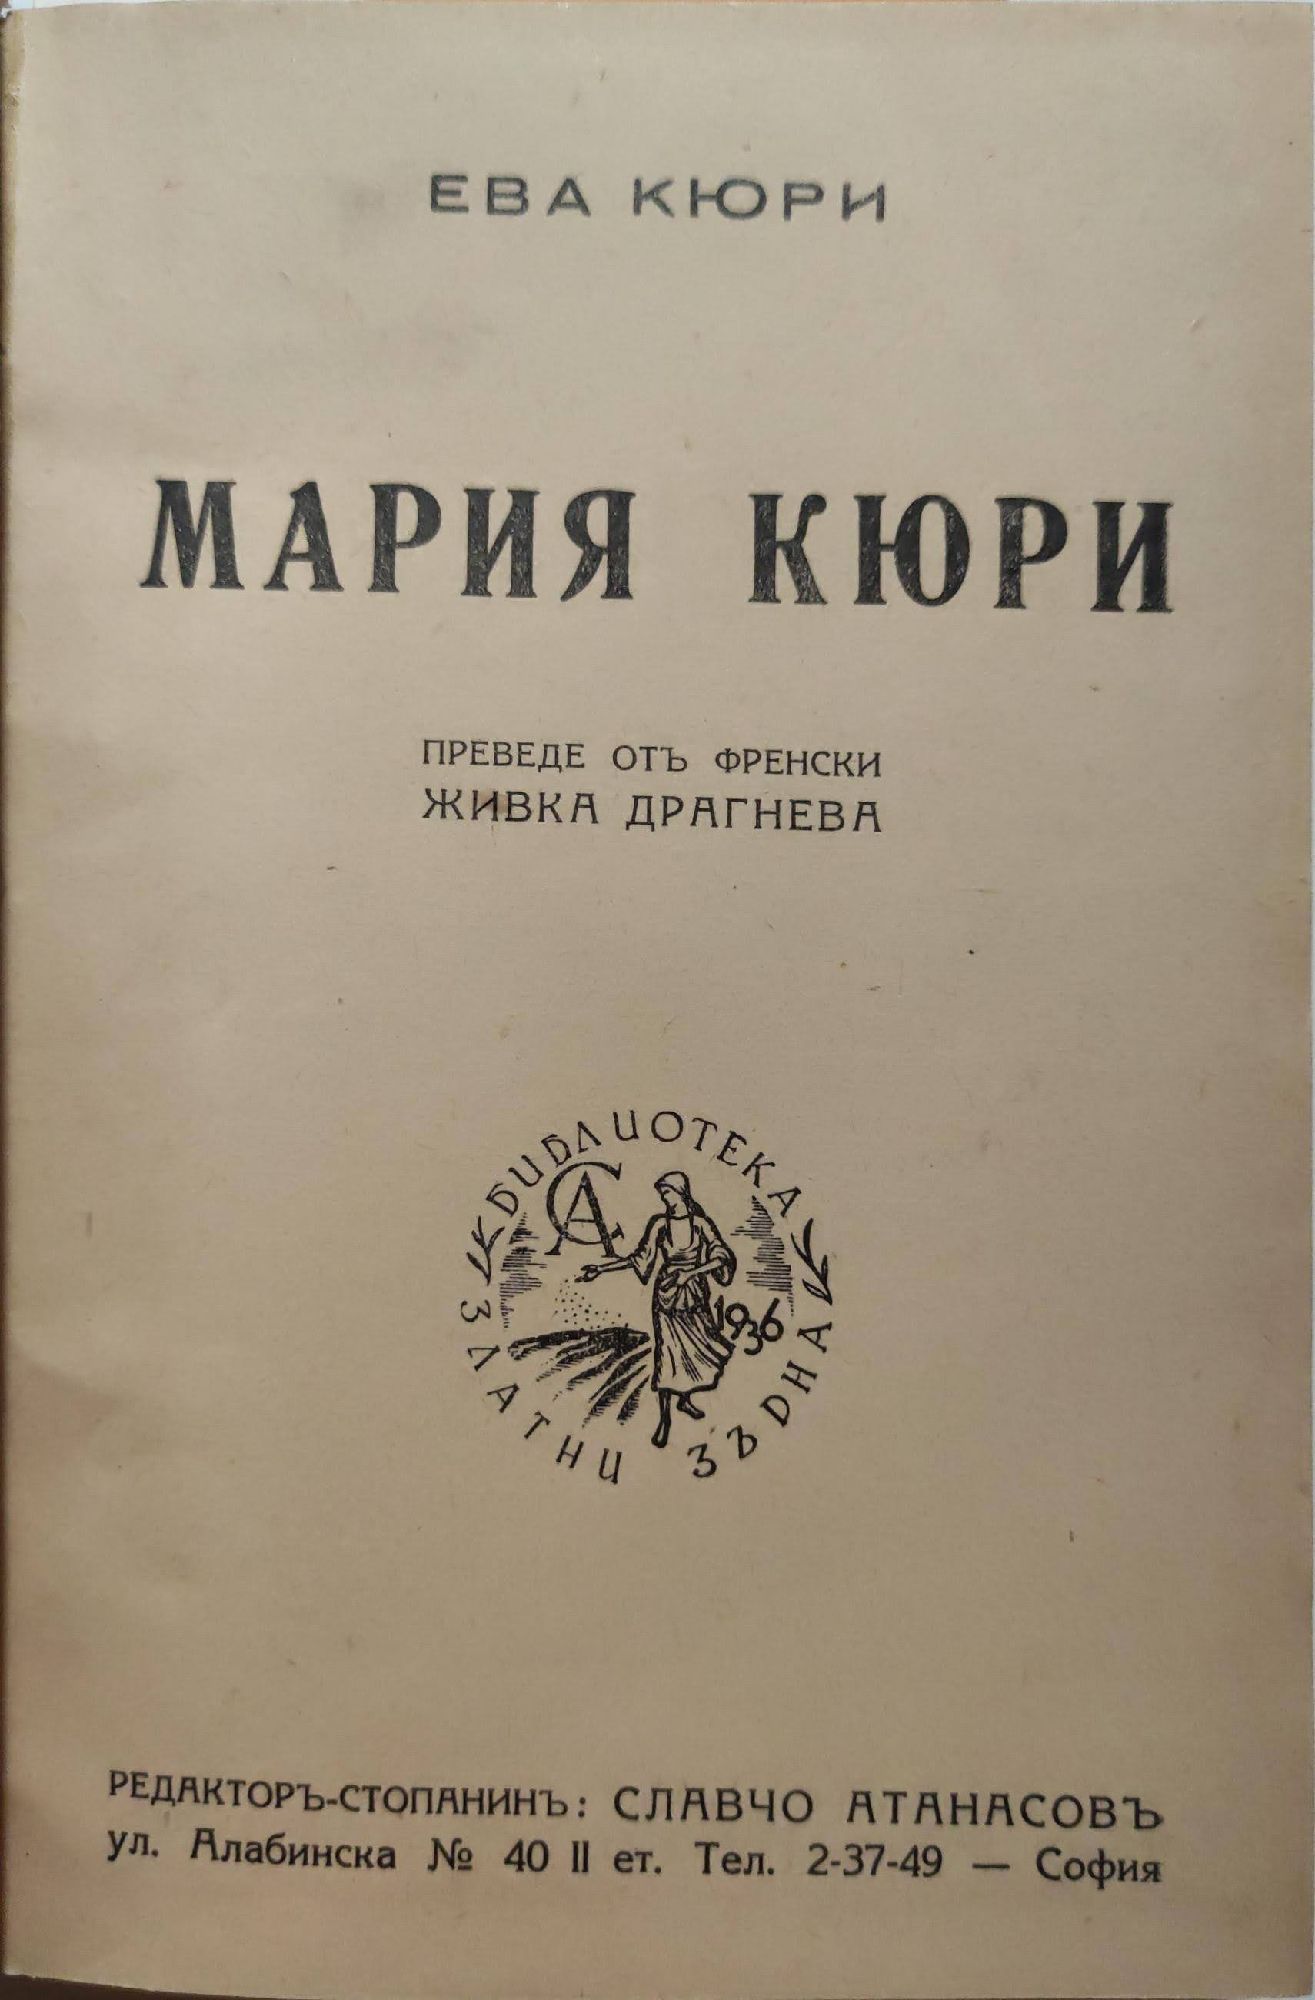 ЕВА КЮРИ
МАРИЯ КЮРИ
ПРЕВЕДЕ ОТЪ ФРЕНСКИ
ЖИВКА ДРАГНЕВА
БИБЛИОТЕКА
СА
1936
ЗЛАТНИ ЗЪРНА
РЕДАКТОРЪ-СТОПАНИНЪ: СЛАВЧО АТАНАСОВЪ
ул. Алабинска № 40 II ет. Тел. 2-37-49 — София